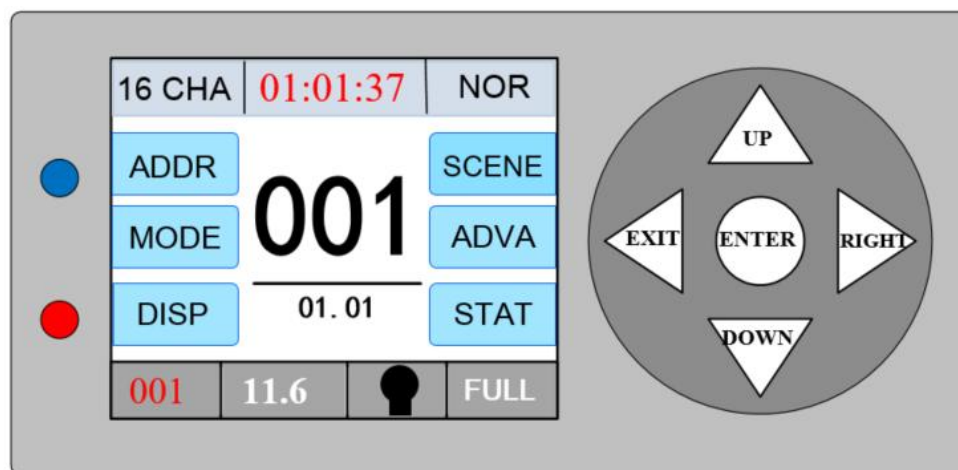 16 CHA 01:01:37 NOR
ADDR SCENE
001
MODE ADVA
01.01
DISP STAT
001 11.6 FULL
UP
EXIT ENTER RIGHT
DOWN